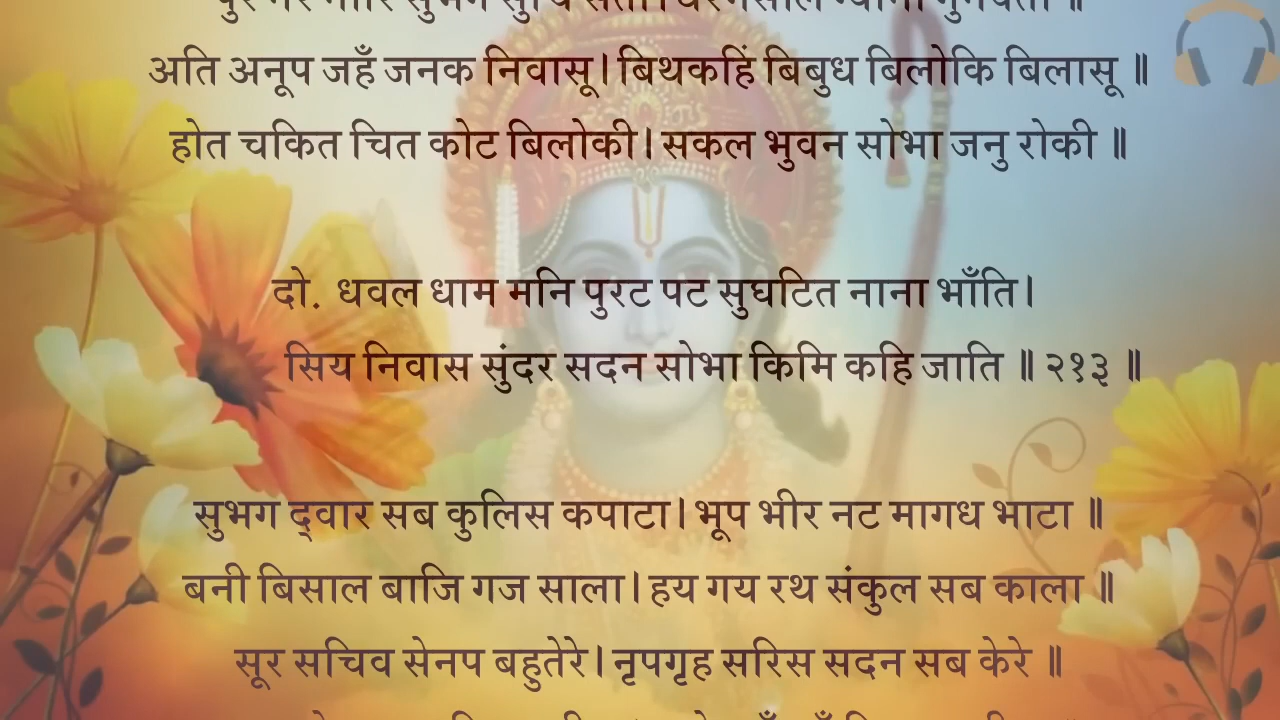 अति अनूप जहँ जनक निवासू। बिथकहिं बिबुध बिलोकि बिलासू ॥
होत चकित चित कोट बिलोकी। सकल भुवन सोभा जनु रोकी ॥
दो. धवल धाम मनि पुरट पट सुघटित नाना भाँति।
सिय निवास सुंदर सदन सोभा किमि कहि जाति ॥ २१३ ॥
सुभग द्वार सब कुलिस कपाटा। भूप भीर नट मागध भाटा ॥
बनी बिसाल बाजि गज साला। हय गय रथ संकुल सब काला ॥
सूर सचिव सेनप बहुतेरे। नृपगृह सरिस सदन सब केरे ॥